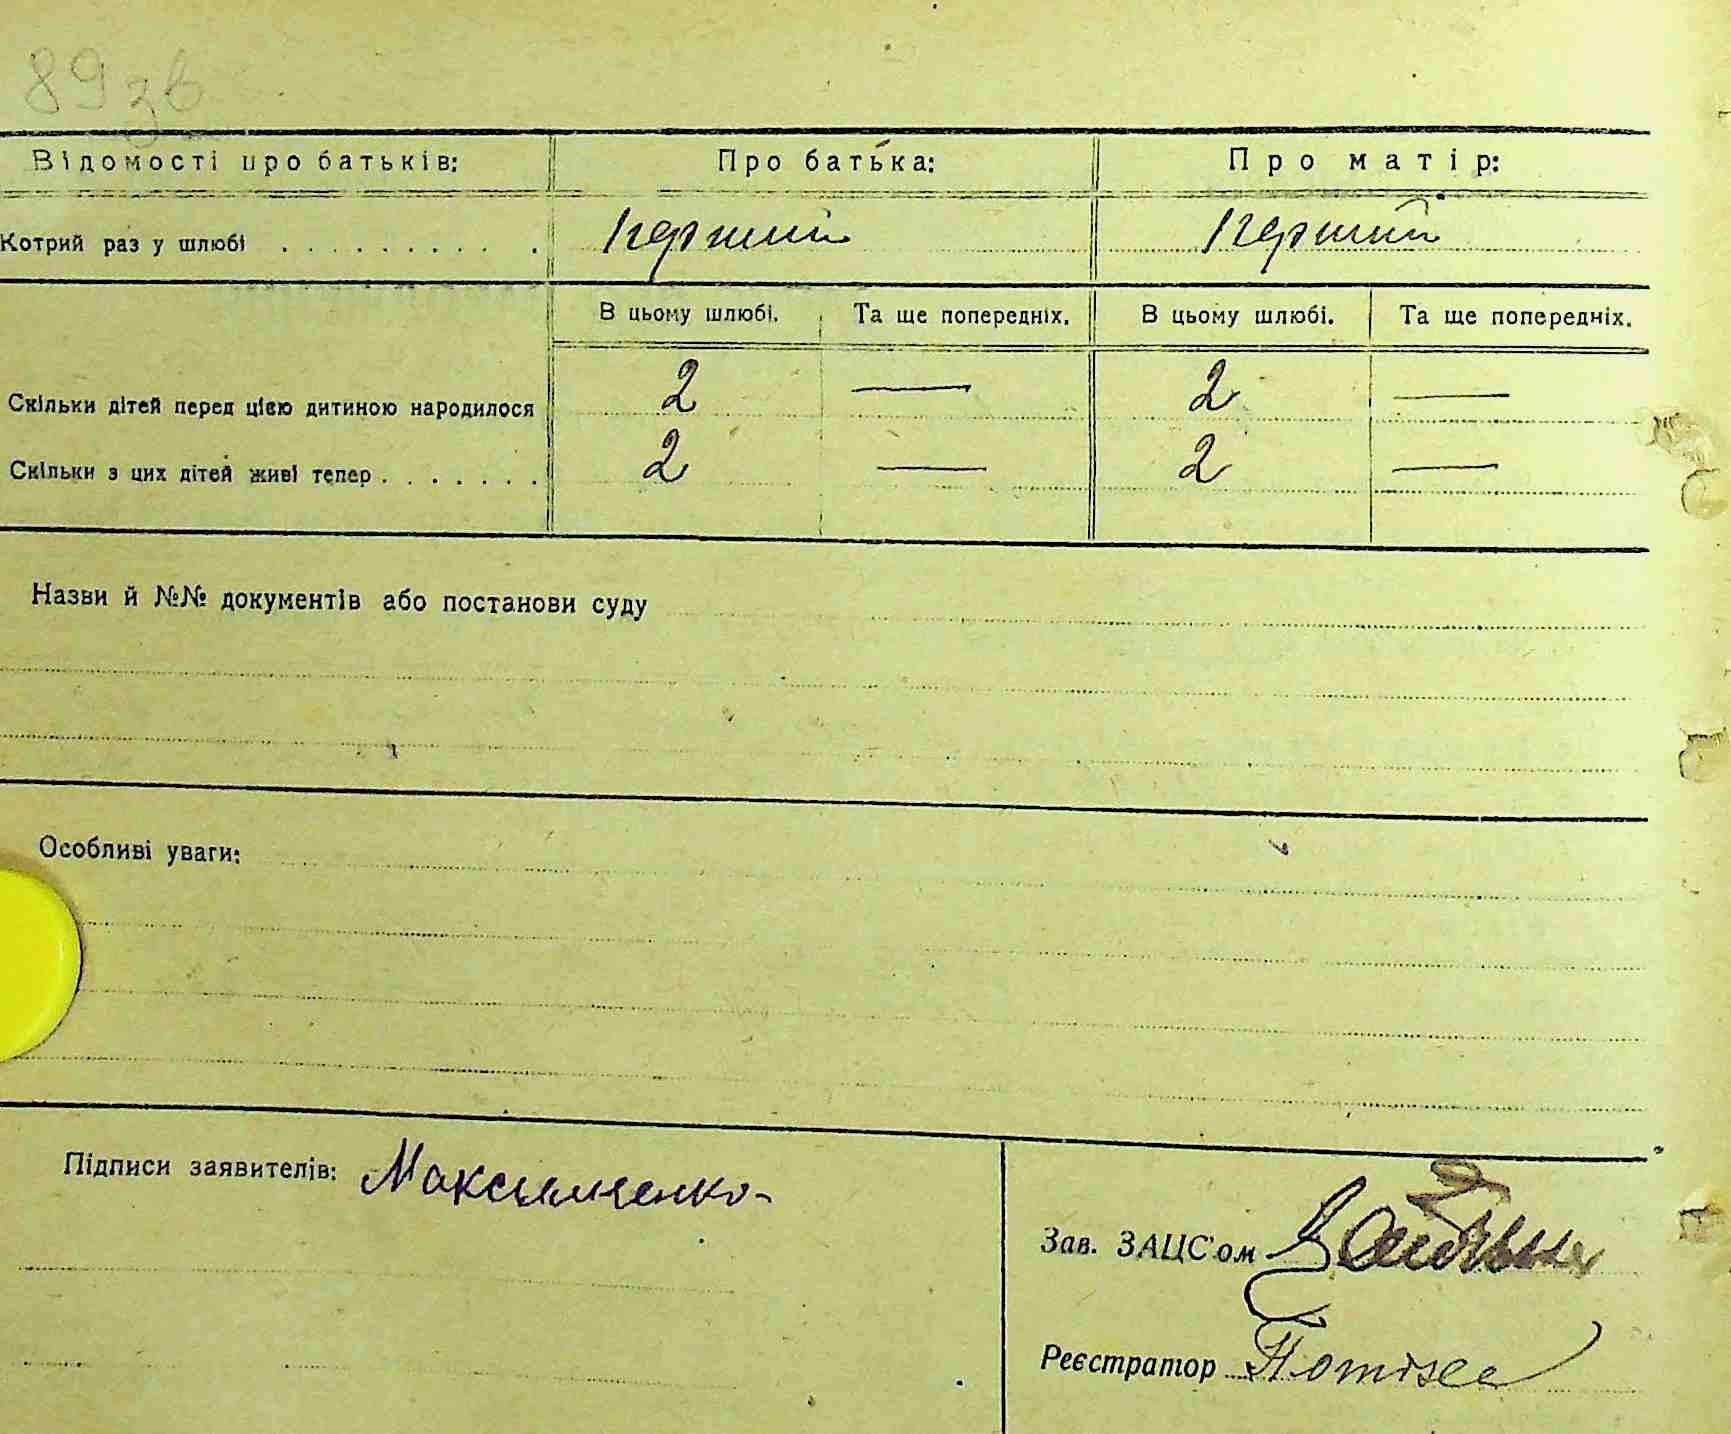 89 зв
Відомості про батьків: Про батька: Про матір:
Котрий раз у шлюбі . . . . . . . . . . перший перший
В цьому шлюбі. Та ще попередніх. В цьому шлюбі. Та ще попередніх.
Скільки дітей перед цією дитиною народилося 2 — 2 —
Скільки з цих дітей живі тепер . . . . . . . 2 — 2 —
Назви й №№ документів або постанови суду
Особливі уваги:
Підписи заявителів: Максименко
Зав. ЗАЦС'ом
Реєстратор